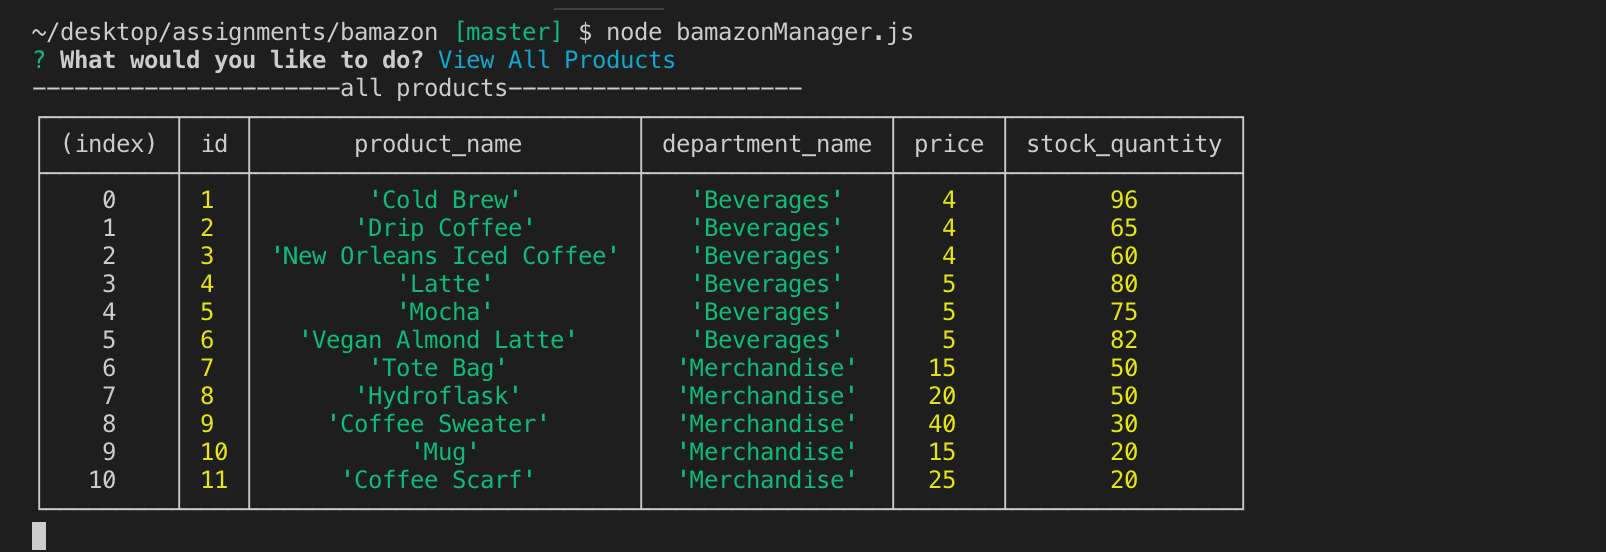 ~/desktop/assignments/bamazon [master] $ node bamazonManager.js
? What would you like to do? View All Products
----------------------all products---------------------
(index) id product_name department_name price stock_quantity
0 1 'Cold Brew' 'Beverages' 4 96
1 2 'Drip Coffee' 'Beverages' 4 65
2 3 'New Orleans Iced Coffee' 'Beverages' 4 60
3 4 'Latte' 'Beverages' 5 80
4 5 'Mocha' 'Beverages' 5 75
5 6 'Vegan Almond Latte' 'Beverages' 5 82
6 7 'Tote Bag' 'Merchandise' 15 50
7 8 'Hydroflask' 'Merchandise' 20 50
8 9 'Coffee Sweater' 'Merchandise' 40 30
9 10 'Mug' 'Merchandise' 15 20
10 11 'Coffee Scarf' 'Merchandise' 25 20